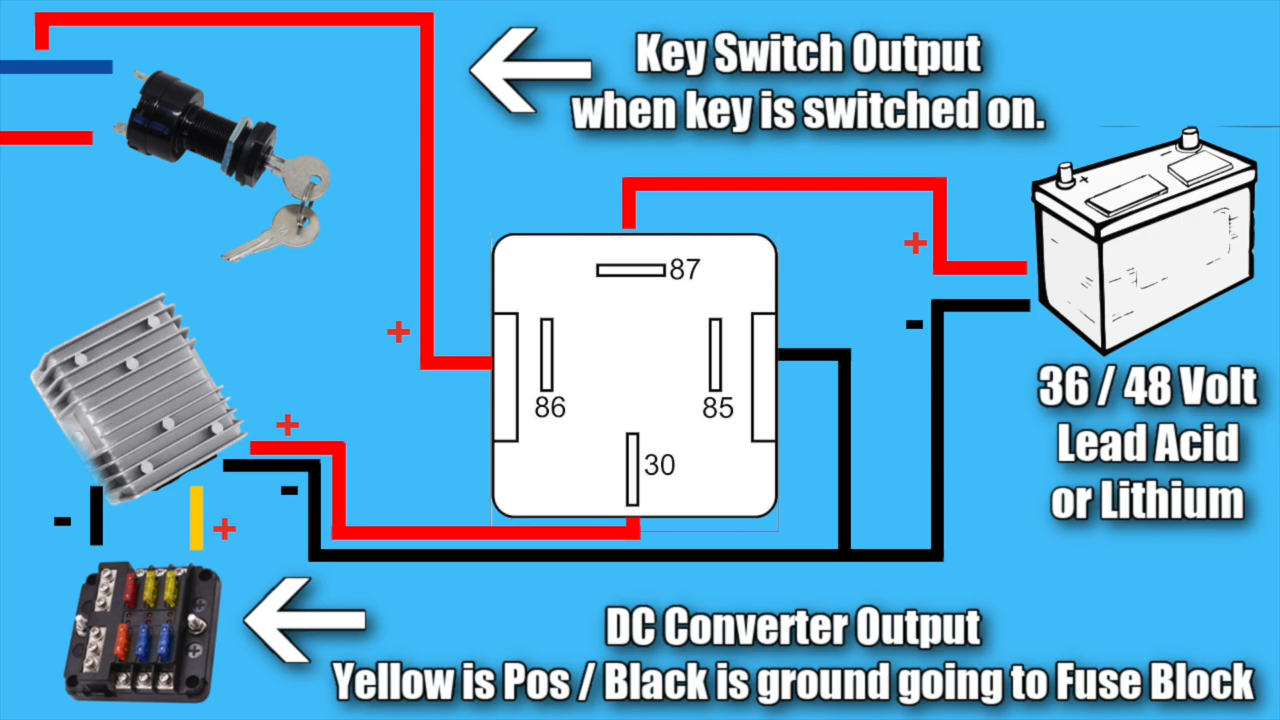 Key Switch Output
when key is switched on.
+
87
+
-
+
86
85
36 / 48 Volt
Lead Acid
or Lithium
+
30
-
-
+
DC Converter Output
Yellow is Pos / Black is ground going to Fuse Block